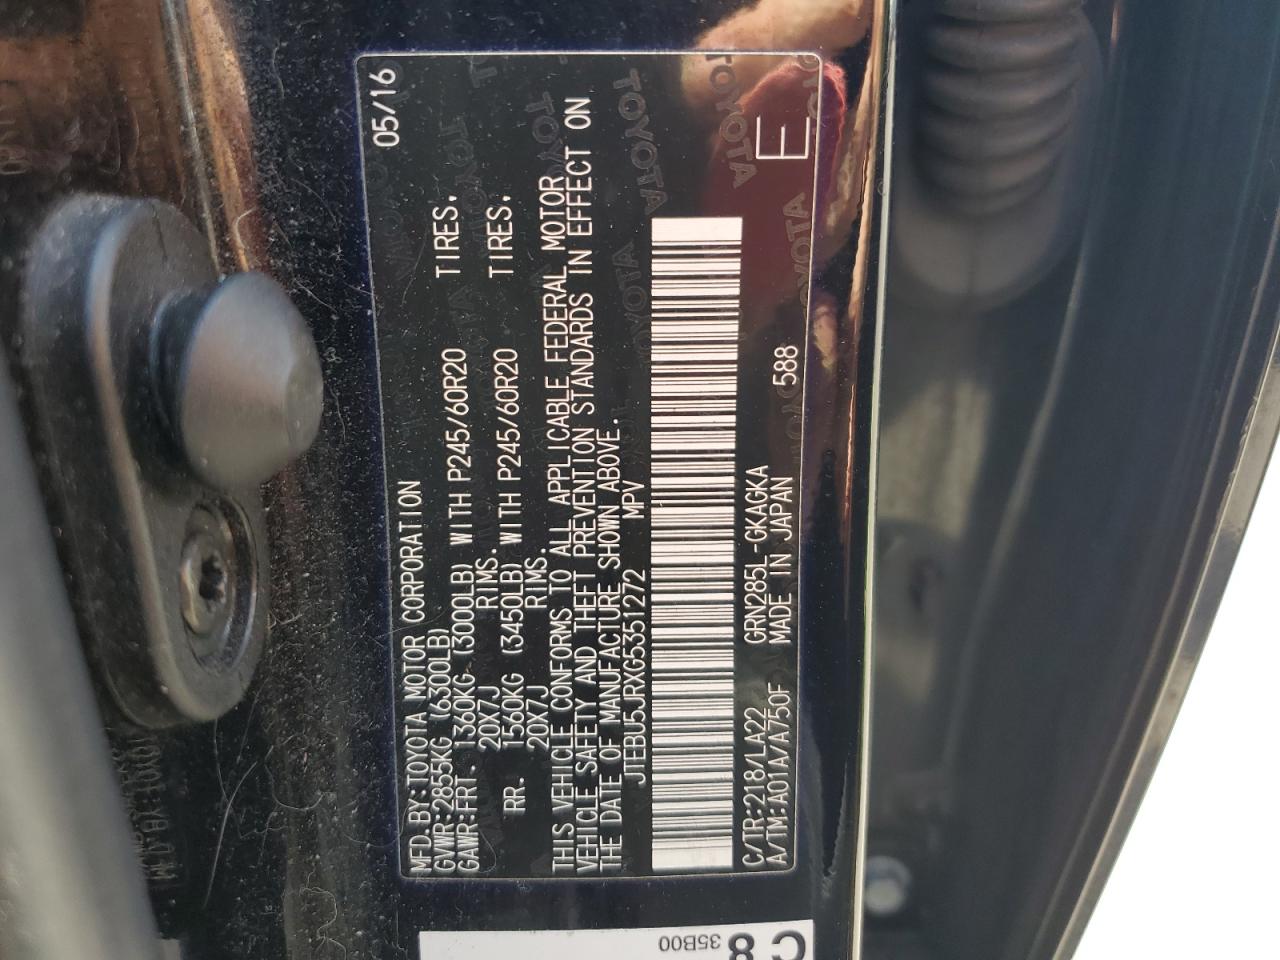 MFD.BY:TOYOTA MOTOR CORPORATION 05/16
GVWR:2855KG (6300LB)
GAWR:FRT. 1360KG (3000LB) WITH P245/60R20 TIRES,
20X7J RIMS.
RR. 1560KG (3450LB) WITH P245/60R20 TIRES,
20X7J RIMS.
THIS VEHICLE CONFORMS TO ALL APPLICABLE FEDERAL MOTOR
VEHICLE SAFETY AND THEFT PREVENTION STANDARDS IN EFFECT ON
THE DATE OF MANUFACTURE SHOWN ABOVE.
JTEBU5JRXG5351272 MPV
C/TR:218/LA22 GRN285L-GKAGKA
A/TM:A01A/A750F MADE IN JAPAN 588 E
TOYOTA
C8
35B00